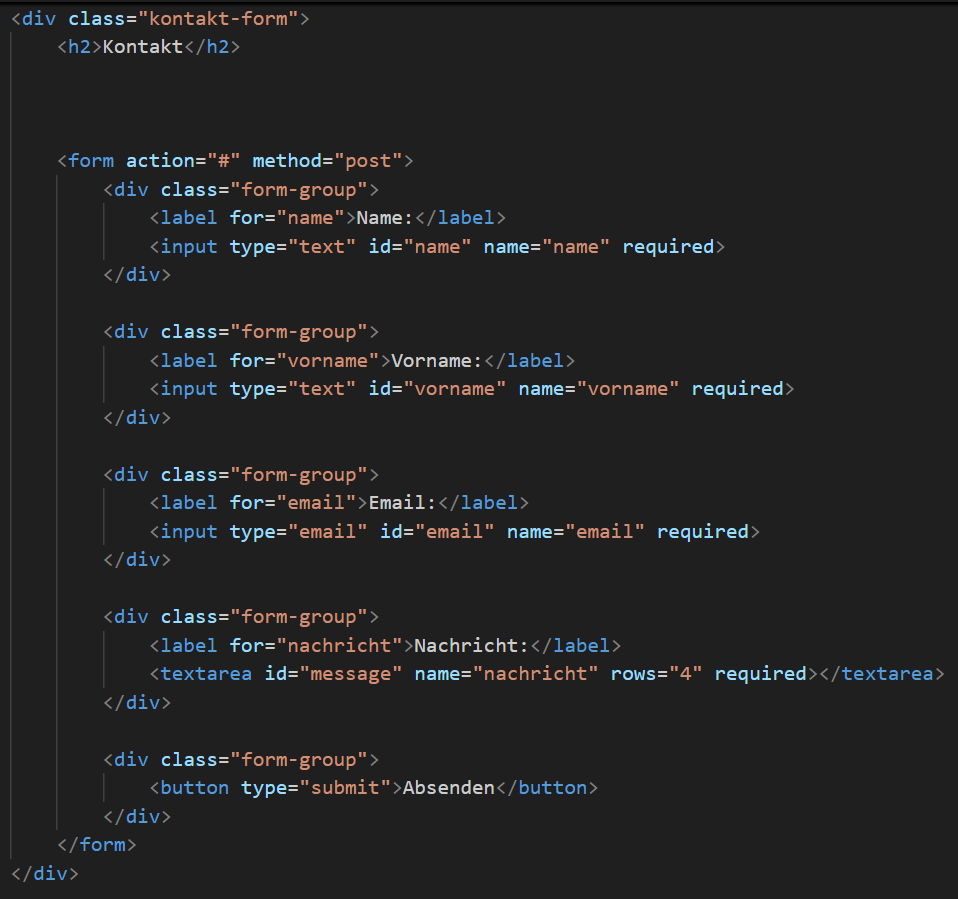 <div class="kontakt-form">
<h2>Kontakt</h2>
<form action="#" method="post">
<div class="form-group">
<label for="name">Name:</label>
<input type="text" id="name" name="name" required>
</div>
<div class="form-group">
<label for="vorname">Vorname:</label>
<input type="text" id="vorname" name="vorname" required>
</div>
<div class="form-group">
<label for="email">Email:</label>
<input type="email" id="email" name="email" required>
</div>
<div class="form-group">
<label for="nachricht">Nachricht:</label>
<textarea id="message" name="nachricht" rows="4" required></textarea>
</div>
<div class="form-group">
<button type="submit">Absenden</button>
</div>
</form>
</div>